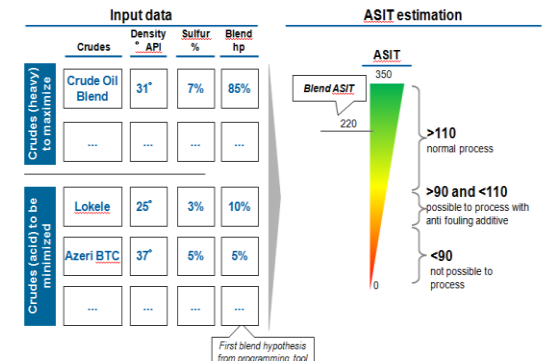 Input data
ASIT estimation
Crudes
Density
° API
Sulfur
%
Blend
hp
Crudes (heavy)
to maximize
Crude Oil
Blend
31°
7%
85%
...
...
...
...
Crudes (acid) to be
minimized
Lokele
25°
3%
10%
Azeri BTC
37°
5%
5%
...
...
...
...
First blend hypothesis
from programming tool
ASIT
350
Blend ASIT
220
0
>110
normal process
>90 and <110
possible to process with
anti fouling additive
<90
not possible to
process